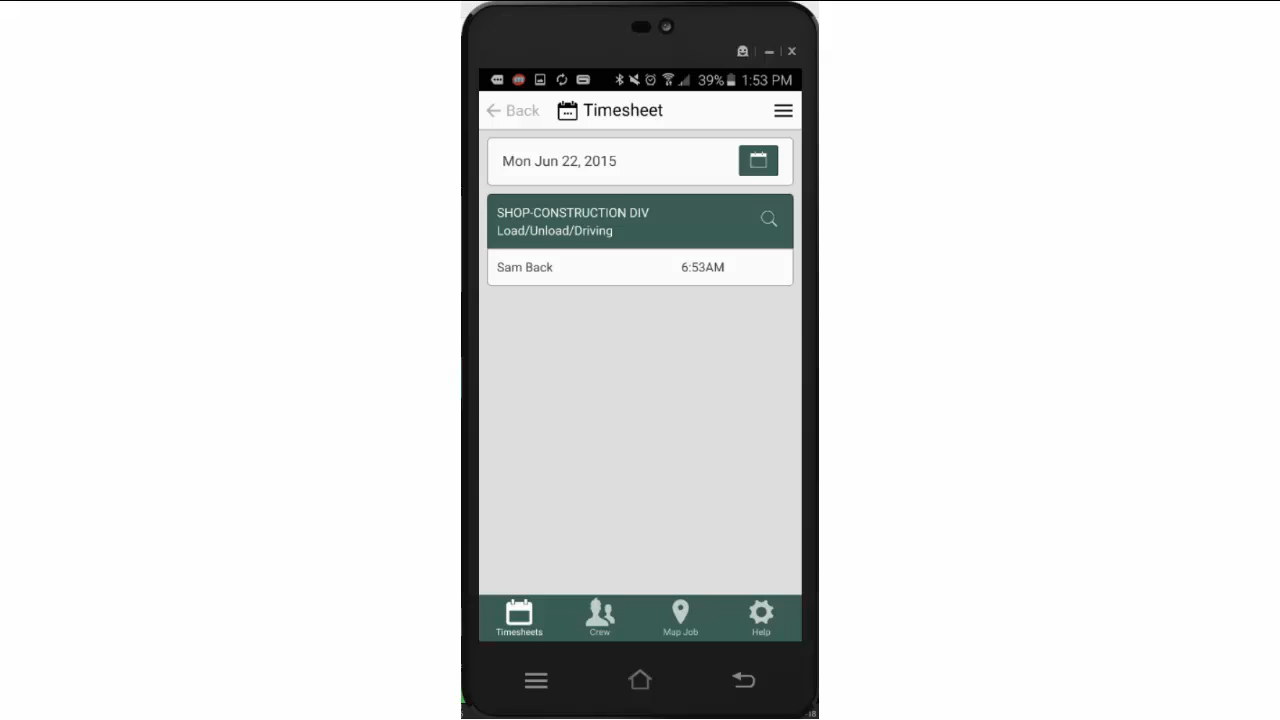 39% 1:53 PM
Back Timesheet
Mon Jun 22, 2015
SHOP-CONSTRUCTION DIV
Load/Unload/Driving
Sam Back 6:53AM
Timesheets Crew Map Job Help